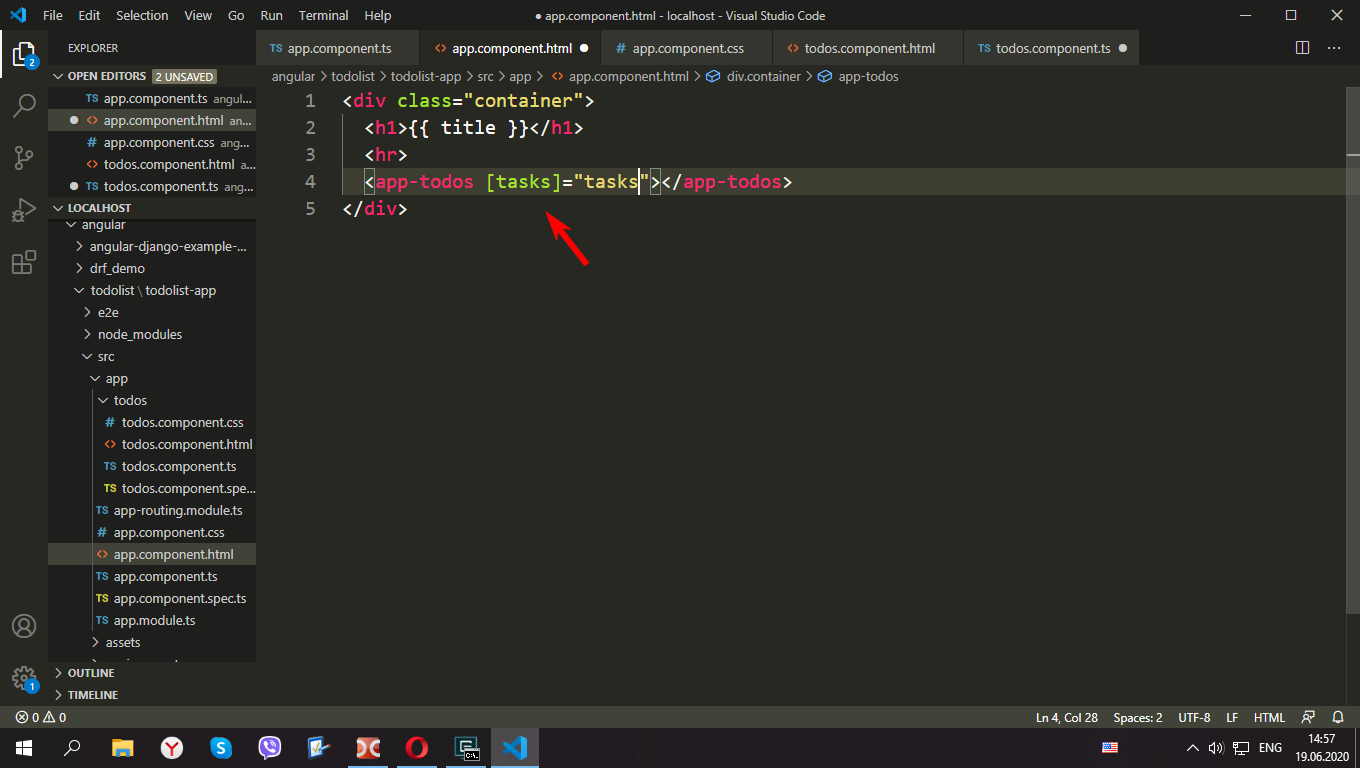 File Edit Selection View Go Run Terminal Help ● app.component.html - localhost - Visual Studio Code
EXPLORER
TS app.component.ts
<> app.component.html ●
# app.component.css
<> todos.component.html
TS todos.component.ts ●
OPEN EDITORS 2 UNSAVED
TS app.component.ts angul...
● <> app.component.html an...
# app.component.css ang...
<> todos.component.html a...
● TS todos.component.ts ang...
LOCALHOST
angular
angular-django-example-...
drf_demo
todolist \ todolist-app
e2e
node_modules
src
app
todos
# todos.component.css
<> todos.component.html
TS todos.component.ts
TS todos.component.spe...
TS app-routing.module.ts
# app.component.css
<> app.component.html
TS app.component.ts
TS app.component.spec.ts
TS app.module.ts
assets
OUTLINE
TIMELINE
2
1
angular > todolist > todolist-app > src > app > <> app.component.html > div.container > app-todos
1 <div class="container">
2 <h1>{{ title }}</h1>
3 <hr>
4 <app-todos [tasks]="tasks"></app-todos>
5 </div>
0 0 Ln 4, Col 28 Spaces: 2 UTF-8 LF HTML
C:\.
ENG
14:57
19.06.2020